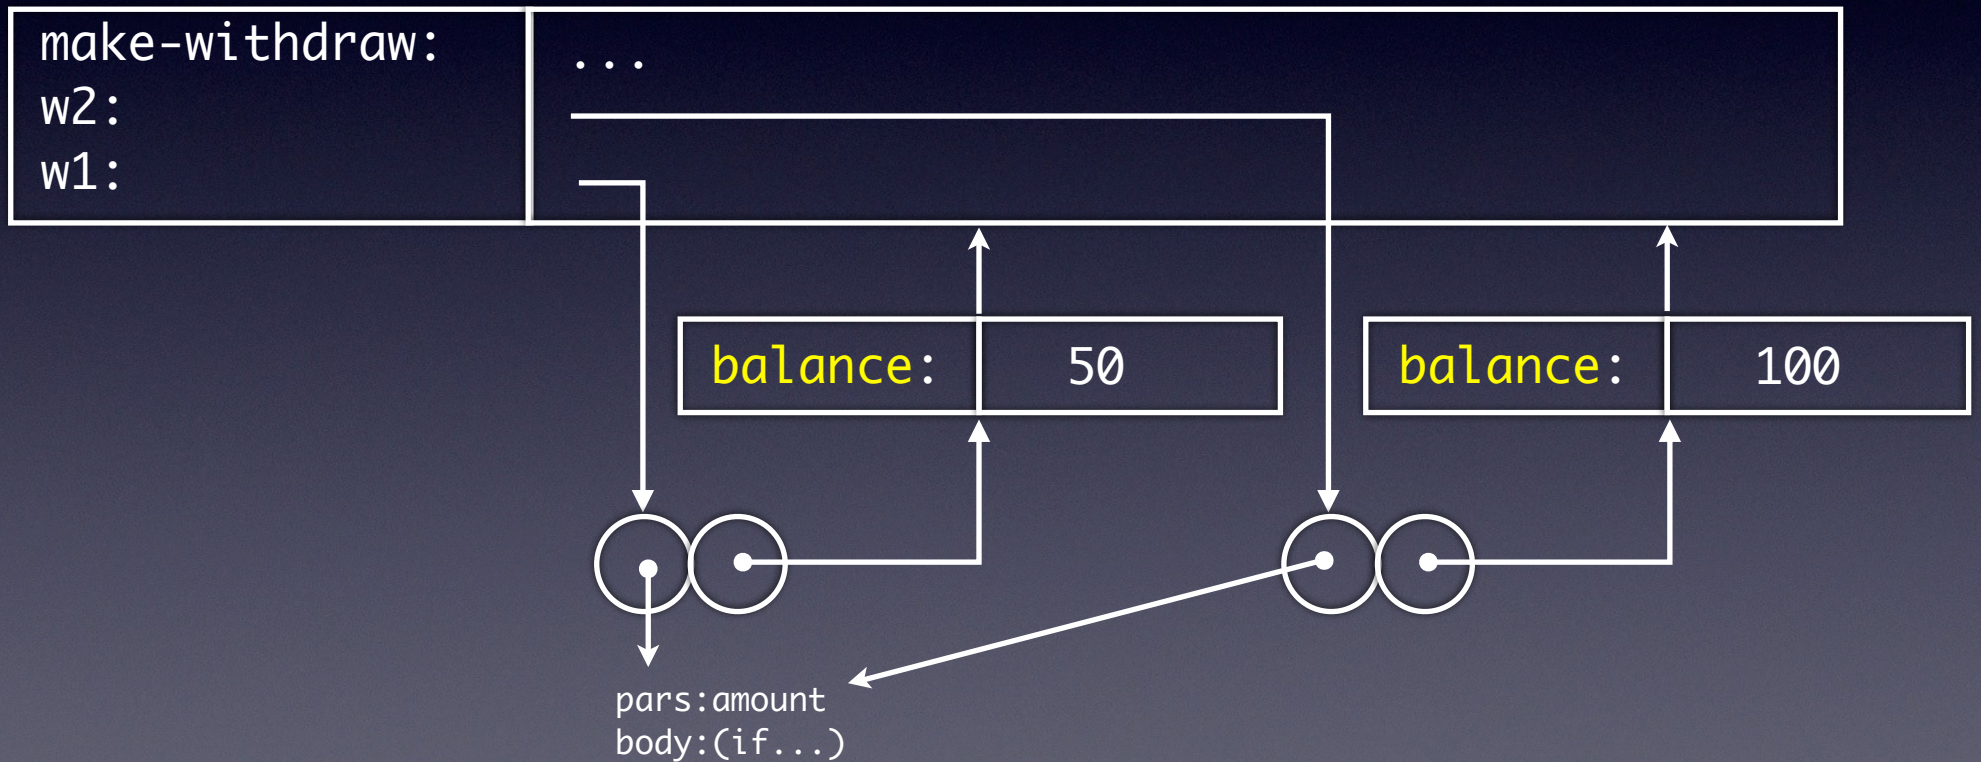 make-withdraw: ...
w2:
w1:
balance: 50
balance: 100
pars:amount
body:(if...)